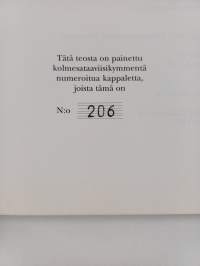 Tätä teosta on painettu
kolmesataaviisikymmentä
numeroitua kappaletta,
joista tämä on
N:o 206